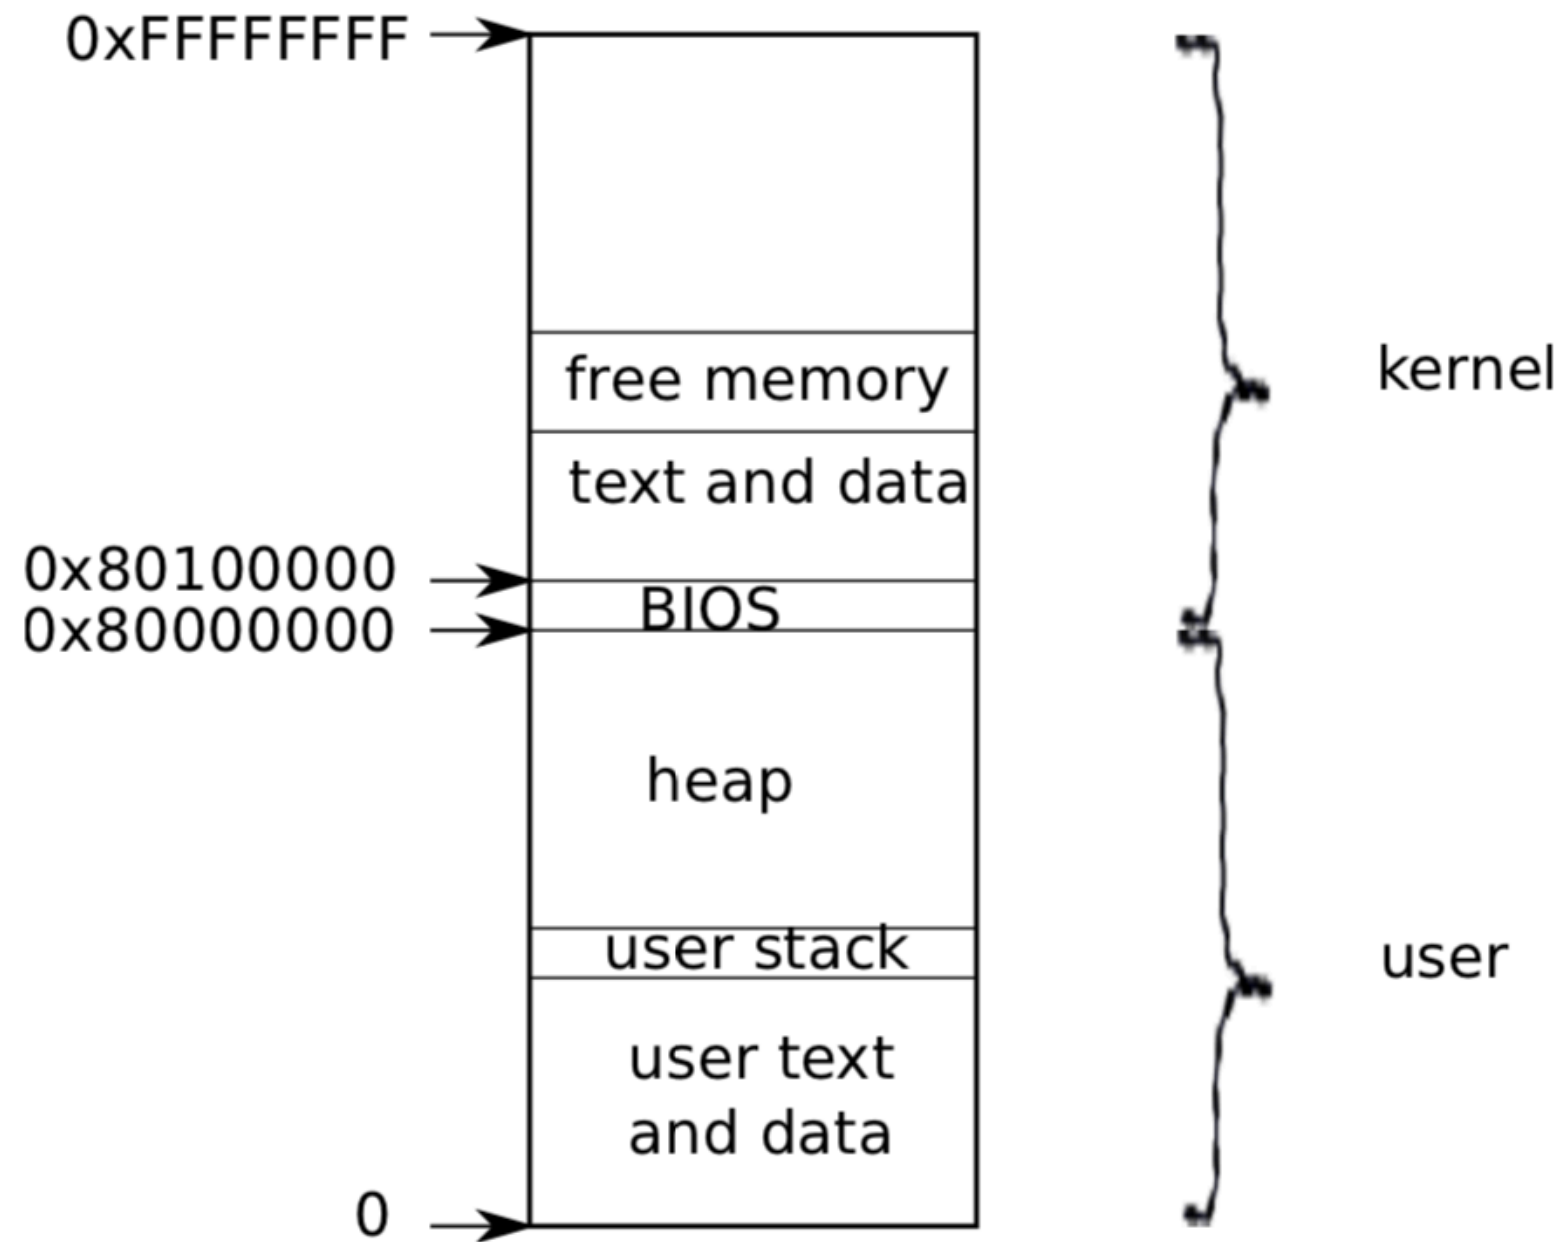 0xFFFFFFFF
free memory
kernel
text and data
0x80100000
BIOS
0x80000000
heap
user stack
user
user text
and data
0